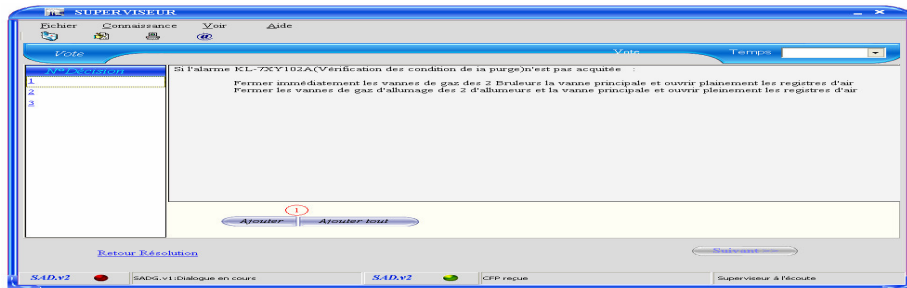 SUPERVISEUR
Fichier Connaissance Voir Aide
Vote Vote Temps
N°Décision
1
2
3
Si l'alarme KL-7XY102A(Vérification des condition de la purge)n'est pas acquitée :
Fermer immédiatement les vannes de gaz des 2 Bruleurs la vanne principale et ouvrir plainement les registres d'air
Fermer les vannes de gaz d'allumage des 2 d'allumeurs et la vanne principale et ouvrir pleinement les registres d'air
1
Ajouter Ajouter tout
Retour Résolution Suivant
SAD.v2 SADG.v1:Dialogue en cours SAD.v2 CFP reçue Superviseur à l'écoute